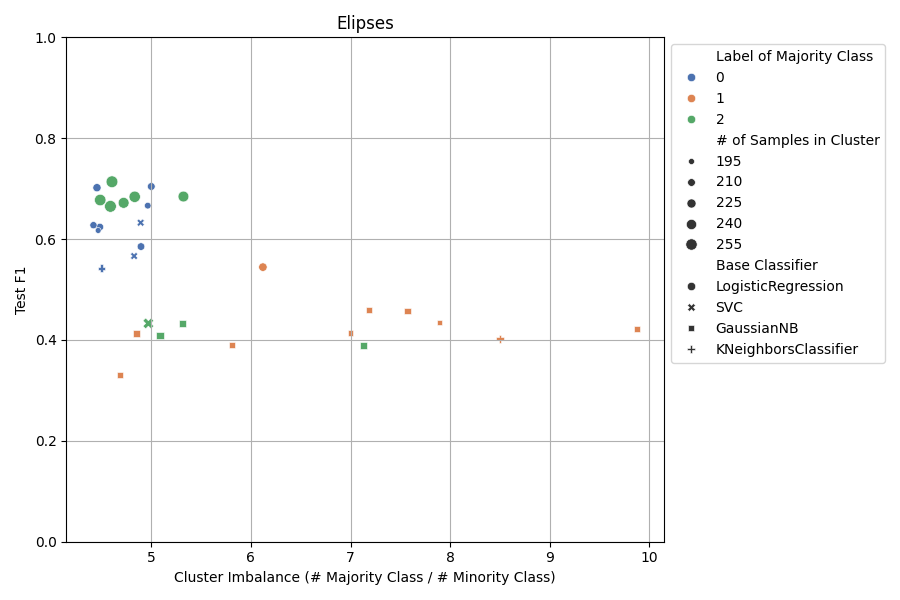 Elipses
1.0
0.8
0.6
0.4
0.2
0.0
Test F1
5 6 7 8 9 10
Cluster Imbalance (# Majority Class / # Minority Class)
Label of Majority Class
0
1
2
# of Samples in Cluster
195
210
225
240
255
Base Classifier
LogisticRegression
SVC
GaussianNB
KNeighborsClassifier